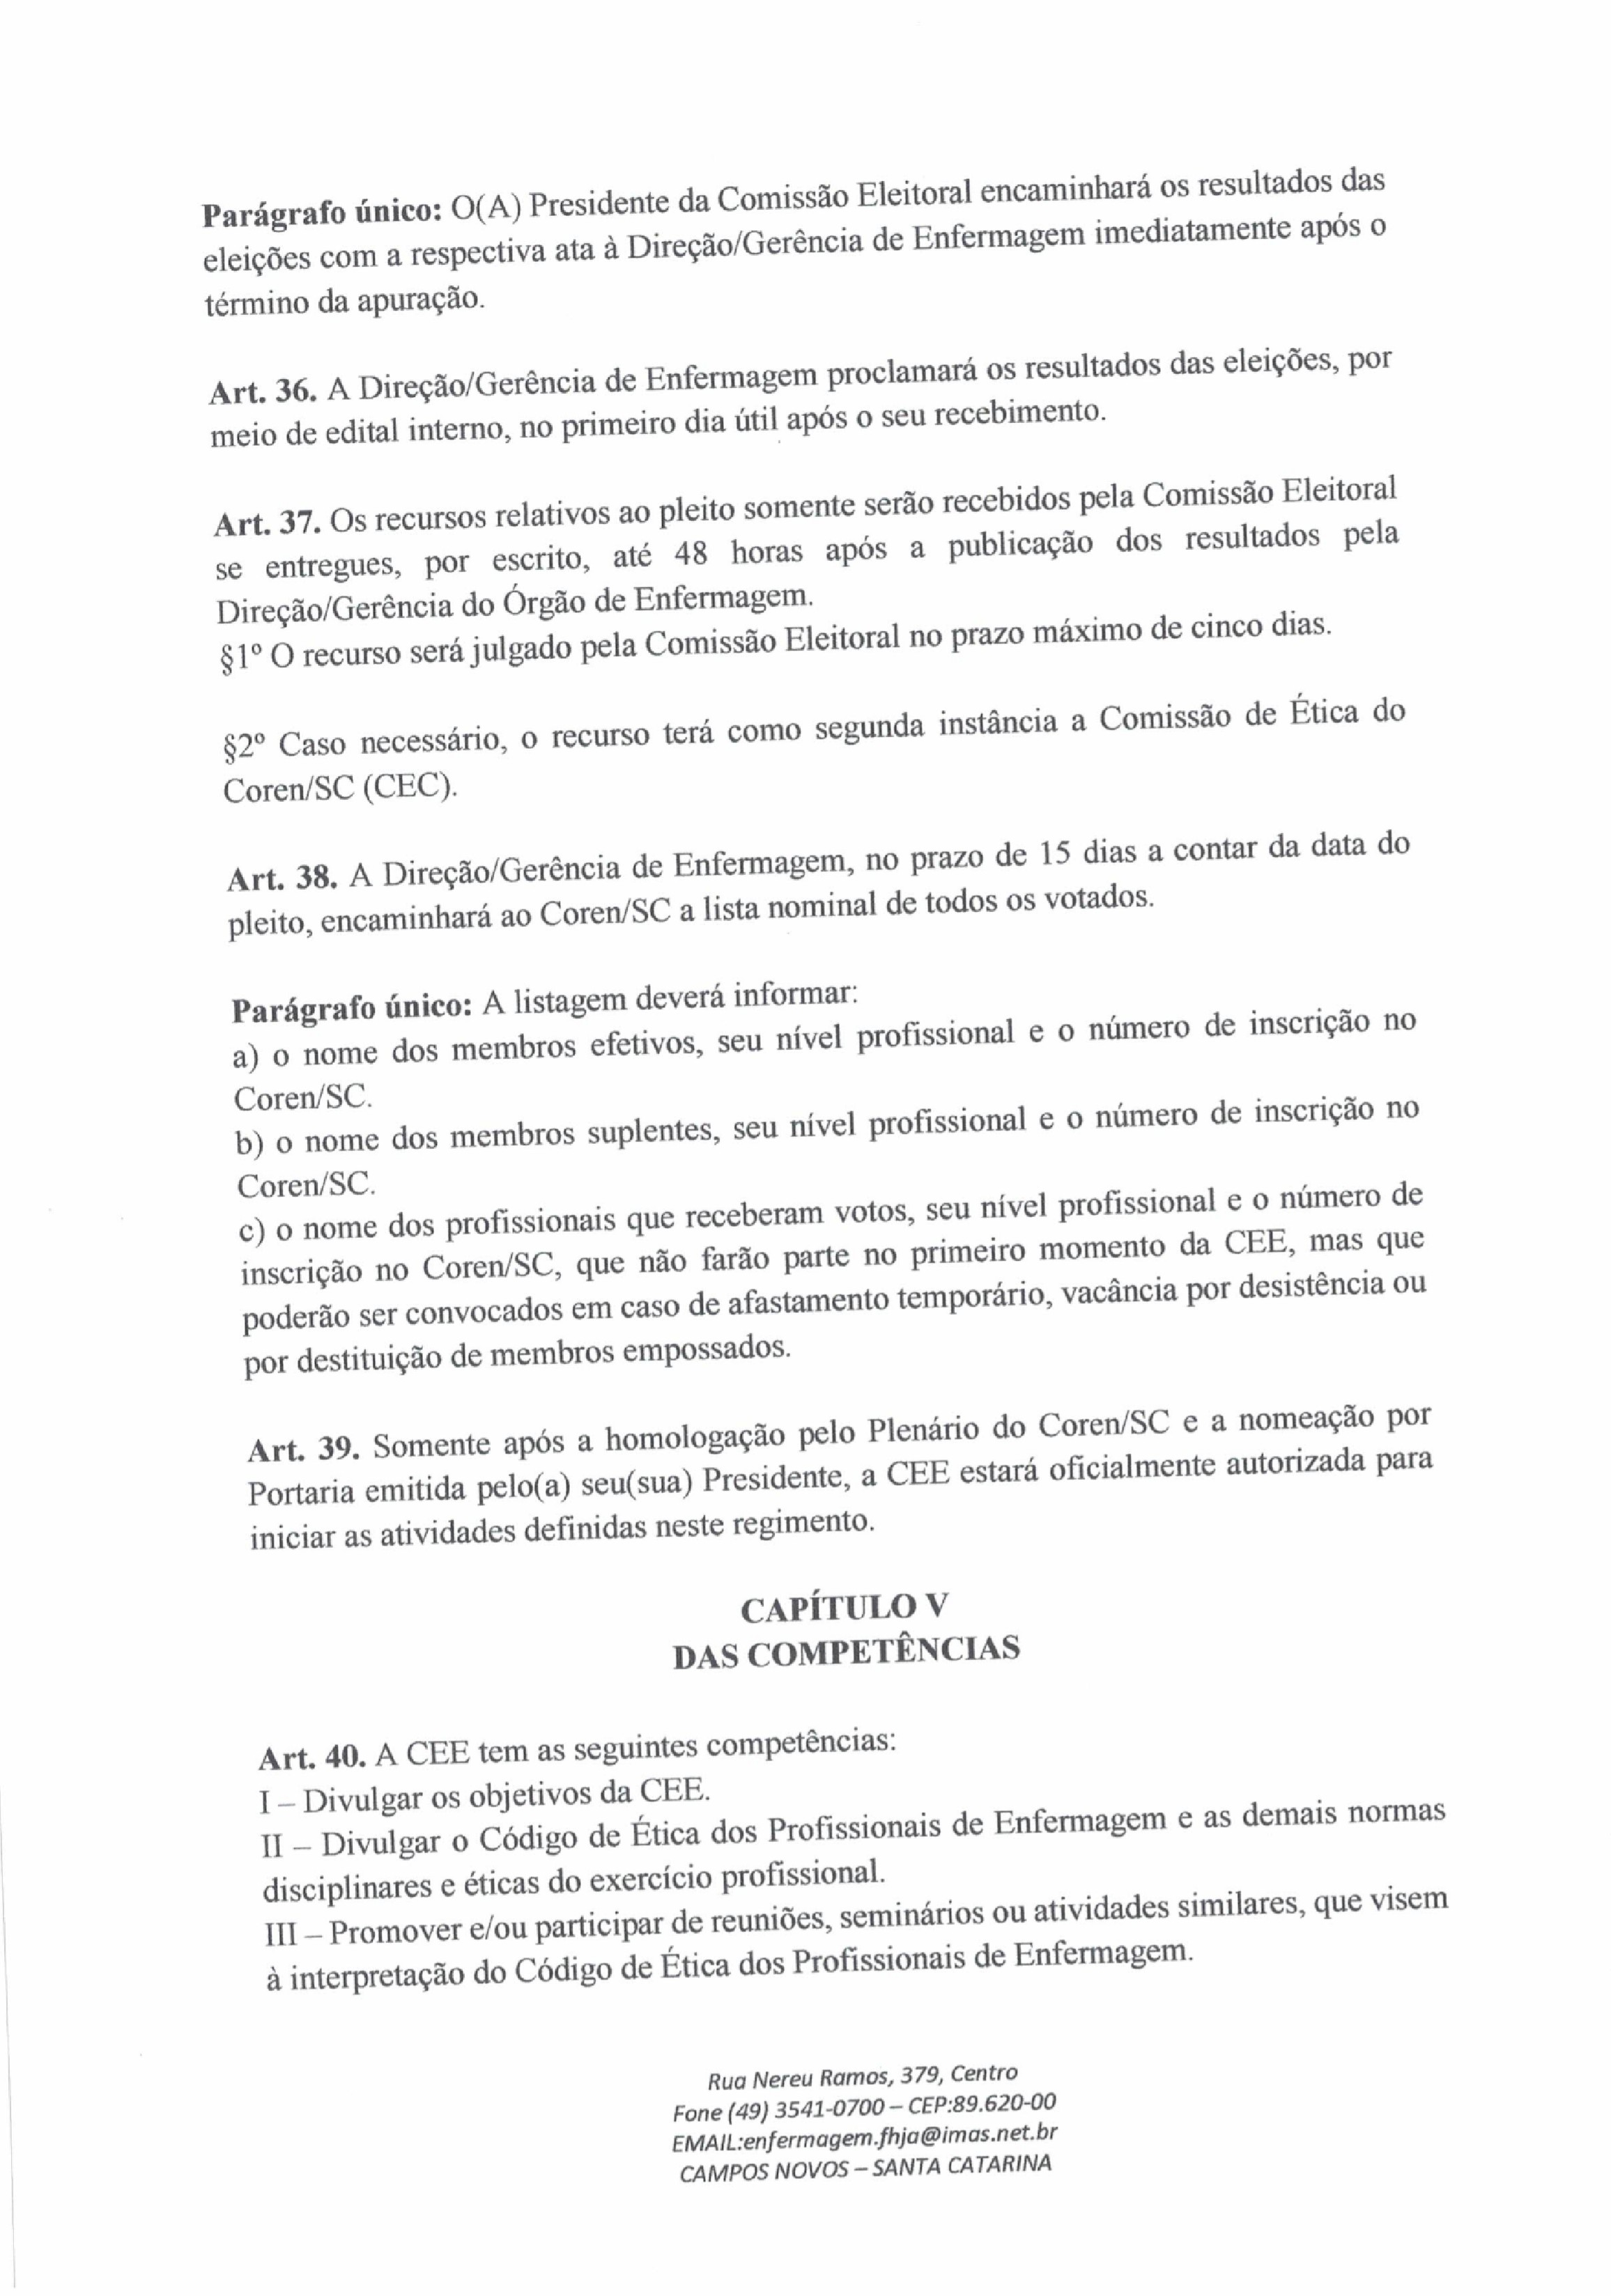 Parágrafo único: O(A) Presidente da Comissão Eleitoral encaminhará os resultados das
eleições com a respectiva ata à Direção/Gerência de Enfermagem imediatamente após o
término da apuração.
Art. 36. A Direção/Gerência de Enfermagem proclamará os resultados das eleições, por
meio de edital interno, no primeiro dia útil após o seu recebimento.
Art. 37. Os recursos relativos ao pleito somente serão recebidos pela Comissão Eleitoral
se entregues, por escrito, até 48 horas após a publicação dos resultados pela
Direção/Gerência do Órgão de Enfermagem.
§1º O recurso será julgado pela Comissão Eleitoral no prazo máximo de cinco dias.
§2º Caso necessário, o recurso terá como segunda instância a Comissão de Ética do
Coren/SC (CEC).
Art. 38. A Direção/Gerência de Enfermagem, no prazo de 15 dias a contar da data do
pleito, encaminhará ao Coren/SC a lista nominal de todos os votados.
Parágrafo único: A listagem deverá informar:
a) o nome dos membros efetivos, seu nível profissional e o número de inscrição no
Coren/SC.
b) o nome dos membros suplentes, seu nível profissional e o número de inscrição no
Coren/SC.
c) o nome dos profissionais que receberam votos, seu nível profissional e o número de
inscrição no Coren/SC, que não farão parte no primeiro momento da CEE, mas que
poderão ser convocados em caso de afastamento temporário, vacância por desistência ou
por destituição de membros empossados.
Art. 39. Somente após a homologação pelo Plenário do Coren/SC e a nomeação por
Portaria emitida pelo(a) seu(sua) Presidente, a CEE estará oficialmente autorizada para
iniciar as atividades definidas neste regimento.
CAPÍTULO V
DAS COMPETÊNCIAS
Art. 40. A CEE tem as seguintes competências:
I – Divulgar os objetivos da CEE.
II – Divulgar o Código de Ética dos Profissionais de Enfermagem e as demais normas
disciplinares e éticas do exercício profissional.
III – Promover e/ou participar de reuniões, seminários ou atividades similares, que visem
à interpretação do Código de Ética dos Profissionais de Enfermagem.
Rua Nereu Ramos, 379, Centro
Fone (49) 3541-0700 – CEP:89.620-00
EMAIL:enfermagem.fhja@imas.net.br
CAMPOS NOVOS – SANTA CATARINA